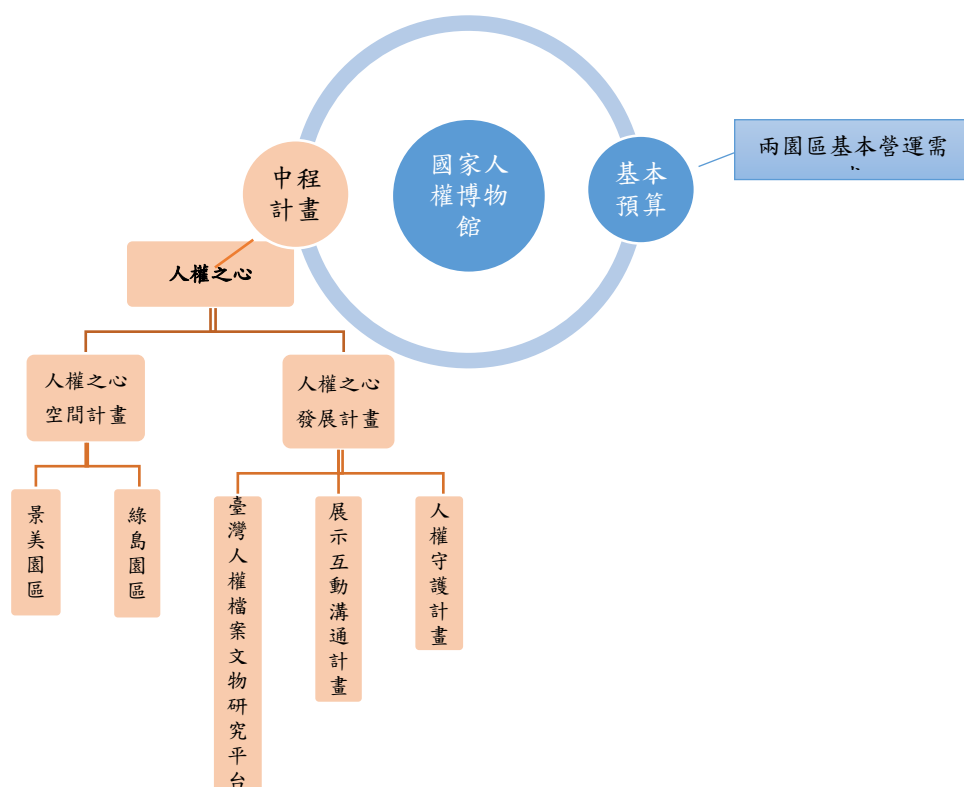 國家人
權博物
館
中程
計畫
基本
預算
兩園區基本營運需
人權之心
人權之心
空間計畫
人權之心
發展計畫
景美園區
綠島園區
臺灣人權檔案文物研究平台
展示互動溝通計畫
人權守護計畫